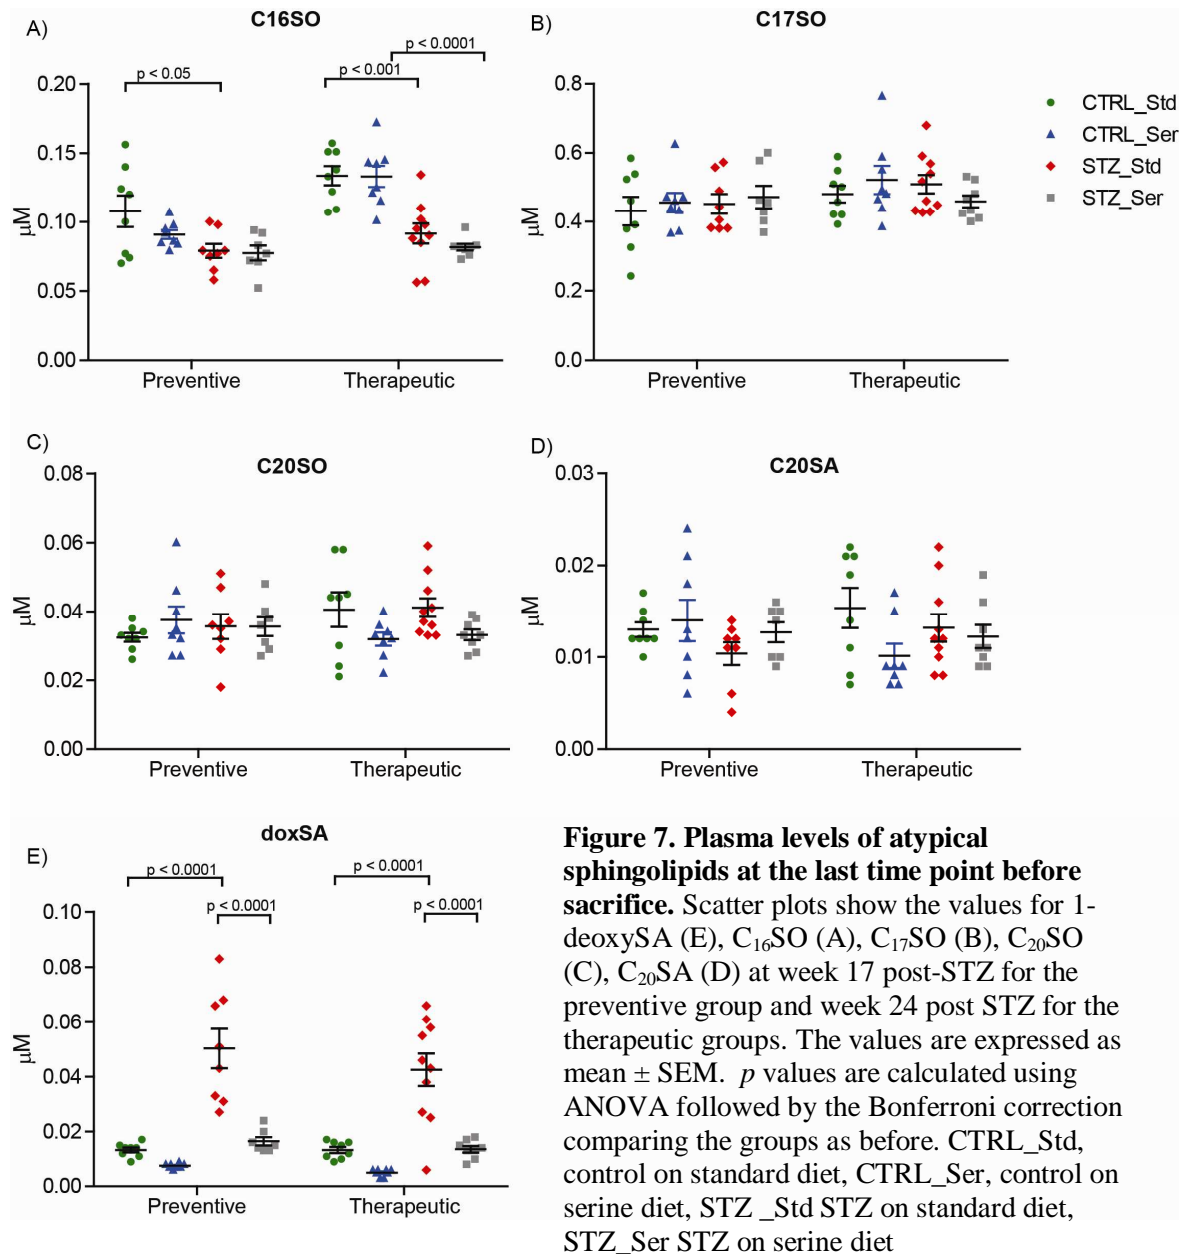 A)
C16SO
p < 0.0001
p < 0.05
p < 0.001
0.20
0.15
0.10
0.05
0.00
µM
Preventive
Therapeutic
B)
C17SO
0.8
0.6
0.4
0.2
0.0
µM
Preventive
Therapeutic
CTRL_Std
CTRL_Ser
STZ_Std
STZ_Ser
C)
C20SO
0.08
0.06
0.04
0.02
0.00
µM
Preventive
Therapeutic
D)
C20SA
0.03
0.02
0.01
0.00
µM
Preventive
Therapeutic
E)
doxSA
p < 0.0001
p < 0.0001
p < 0.0001
p < 0.0001
0.10
0.08
0.06
0.04
0.02
0.00
µM
Preventive
Therapeutic
Figure 7. Plasma levels of atypical
sphingolipids at the last time point before
sacrifice. Scatter plots show the values for 1-
deoxySA (E), C₁₆SO (A), C₁₇SO (B), C₂₀SO
(C), C₂₀SA (D) at week 17 post-STZ for the
preventive group and week 24 post STZ for the
therapeutic groups. The values are expressed as
mean ± SEM. p values are calculated using
ANOVA followed by the Bonferroni correction
comparing the groups as before. CTRL_Std,
control on standard diet, CTRL_Ser, control on
serine diet, STZ _Std STZ on standard diet,
STZ_Ser STZ on serine diet